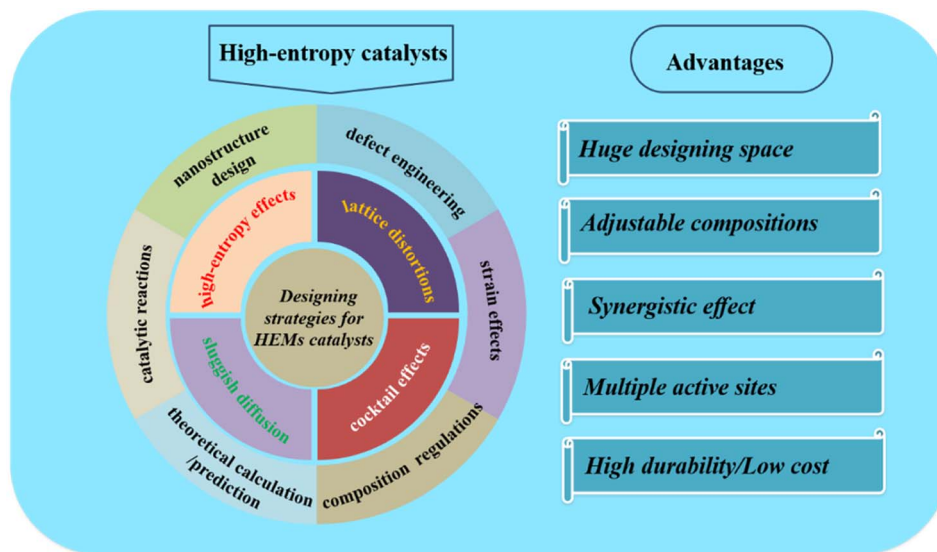 High-entropy catalysts
nanostructure
design
defect engineering
strain effects
composition regulations
theoretical calculation
/prediction
catalytic reactions
high-entropy effects
lattice distortions
cocktail effects
sluggish diffusion
Designing
strategies for
HEMs catalysts
Advantages
Huge designing space
Adjustable compositions
Synergistic effect
Multiple active sites
High durability/Low cost